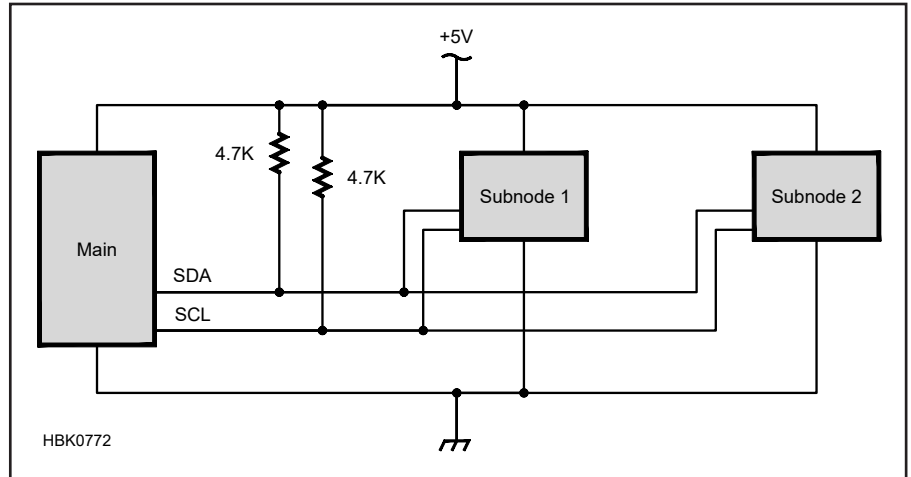 +5V
4.7K
4.7K
Subnode 1
Subnode 2
Main
SDA
SCL
HBK0772